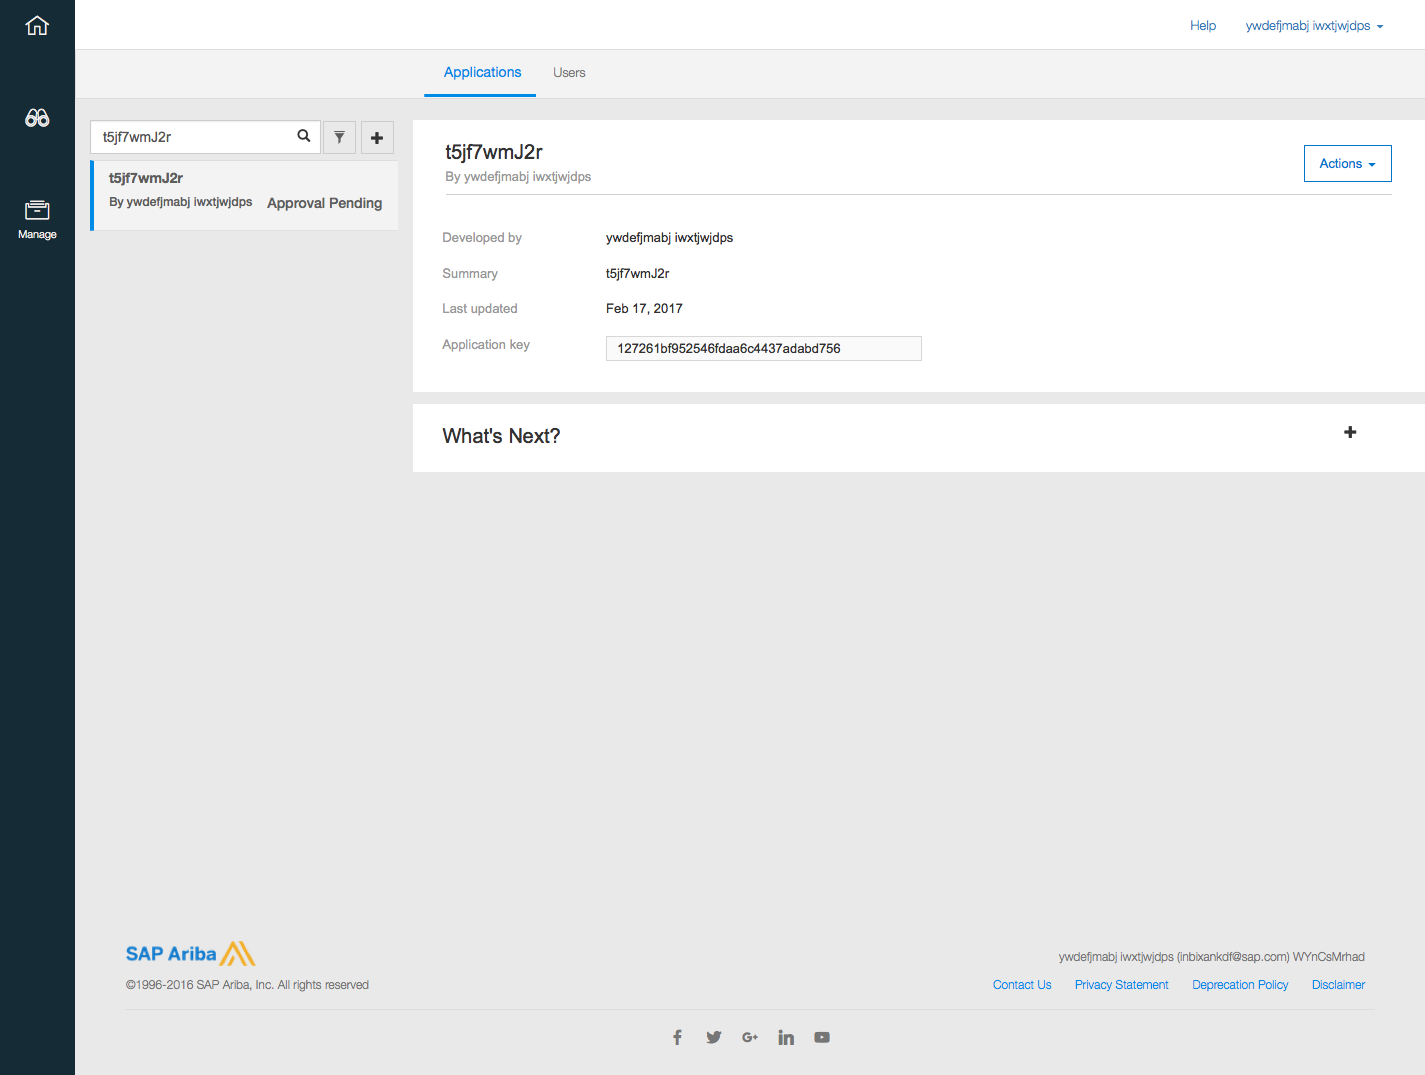 Help ywdefjmabj iwxtjwjdps
Applications Users
Manage
t5jf7wmJ2r
t5jf7wmJ2r
By ywdefjmabj iwxtjwjdps Approval Pending
t5jf7wmJ2r
By ywdefjmabj iwxtjwjdps
Actions
Developed by ywdefjmabj iwxtjwjdps
Summary t5jf7wmJ2r
Last updated Feb 17, 2017
Application key 127261bf952546fdaa6c4437adabd756
What's Next?
SAP Ariba
©1996-2016 SAP Ariba, Inc. All rights reserved
ywdefjmabj iwxtjwjdps (inbixankdf@sap.com) WYnCsMrhad
Contact Us Privacy Statement Deprecation Policy Disclaimer